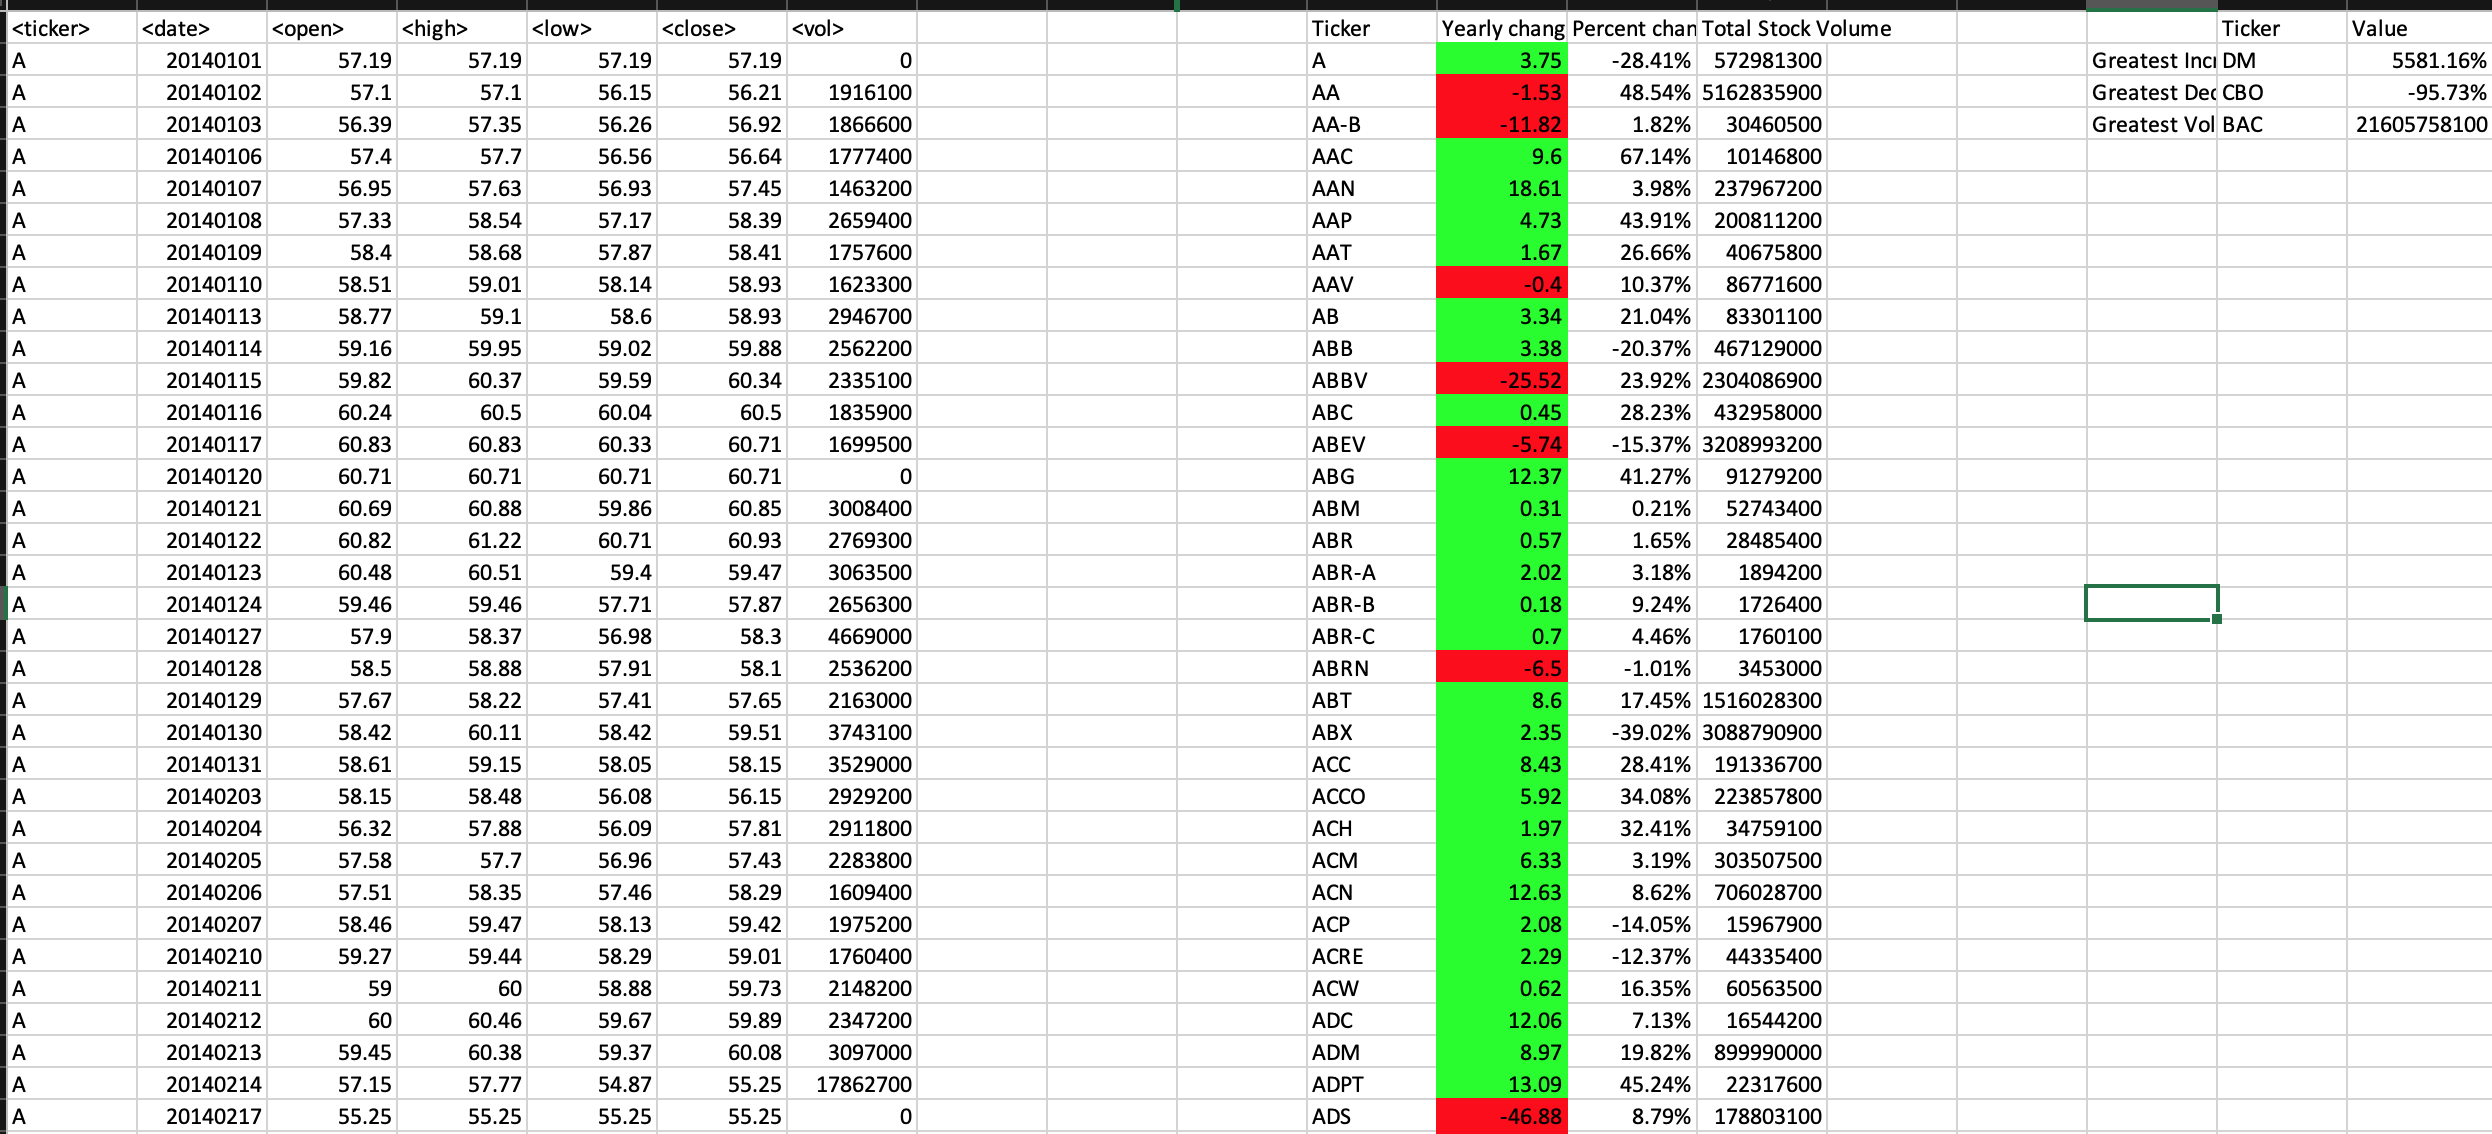 <ticker> <date> <open> <high> <low> <close> <vol> Ticker Yearly chang Percent chan Total Stock Volume Ticker Value
A 20140101 57.19 57.19 57.19 57.19 0 A 3.75 -28.41% 572981300 Greatest Incr DM 5581.16%
A 20140102 57.1 57.1 56.15 56.21 1916100 AA -1.53 48.54% 5162835900 Greatest Dec CBO -95.73%
A 20140103 56.39 57.35 56.26 56.92 1866600 AA-B -11.82 1.82% 30460500 Greatest Vol BAC 21605758100
A 20140106 57.4 57.7 56.56 56.64 1777400 AAC 9.6 67.14% 10146800
A 20140107 56.95 57.63 56.93 57.45 1463200 AAN 18.61 3.98% 237967200
A 20140108 57.33 58.54 57.17 58.39 2659400 AAP 4.73 43.91% 200811200
A 20140109 58.4 58.68 57.87 58.41 1757600 AAT 1.67 26.66% 40675800
A 20140110 58.51 59.01 58.14 58.93 1623300 AAV -0.4 10.37% 86771600
A 20140113 58.77 59.1 58.6 58.93 2946700 AB 3.34 21.04% 83301100
A 20140114 59.16 59.95 59.02 59.88 2562200 ABB 3.38 -20.37% 467129000
A 20140115 59.82 60.37 59.59 60.34 2335100 ABBV -25.52 23.92% 2304086900
A 20140116 60.24 60.5 60.04 60.5 1835900 ABC 0.45 28.23% 432958000
A 20140117 60.83 60.83 60.33 60.71 1699500 ABEV -5.74 -15.37% 3208993200
A 20140120 60.71 60.71 60.71 60.71 0 ABG 12.37 41.27% 91279200
A 20140121 60.69 60.88 59.86 60.85 3008400 ABM 0.31 0.21% 52743400
A 20140122 60.82 61.22 60.71 60.93 2769300 ABR 0.57 1.65% 28485400
A 20140123 60.48 60.51 59.4 59.47 3063500 ABR-A 2.02 3.18% 1894200
A 20140124 59.46 59.46 57.71 57.87 2656300 ABR-B 0.18 9.24% 1726400
A 20140127 57.9 58.37 56.98 58.3 4669000 ABR-C 0.7 4.46% 1760100
A 20140128 58.5 58.88 57.91 58.1 2536200 ABRN -6.5 -1.01% 3453000
A 20140129 57.67 58.22 57.41 57.65 2163000 ABT 8.6 17.45% 1516028300
A 20140130 58.42 60.11 58.42 59.51 3743100 ABX 2.35 -39.02% 3088790900
A 20140131 58.61 59.15 58.05 58.15 3529000 ACC 8.43 28.41% 191336700
A 20140203 58.15 58.48 56.08 56.15 2929200 ACCO 5.92 34.08% 223857800
A 20140204 56.32 57.88 56.09 57.81 2911800 ACH 1.97 32.41% 34759100
A 20140205 57.58 57.7 56.96 57.43 2283800 ACM 6.33 3.19% 303507500
A 20140206 57.51 58.35 57.46 58.29 1609400 ACN 12.63 8.62% 706028700
A 20140207 58.46 59.47 58.13 59.42 1975200 ACP 2.08 -14.05% 15967900
A 20140210 59.27 59.44 58.29 59.01 1760400 ACRE 2.29 -12.37% 44335400
A 20140211 59 60 58.88 59.73 2148200 ACW 0.62 16.35% 60563500
A 20140212 60 60.46 59.67 59.89 2347200 ADC 12.06 7.13% 16544200
A 20140213 59.45 60.38 59.37 60.08 3097000 ADM 8.97 19.82% 899990000
A 20140214 57.15 57.77 54.87 55.25 17862700 ADPT 13.09 45.24% 22317600
A 20140217 55.25 55.25 55.25 55.25 0 ADS -46.88 8.79% 178803100